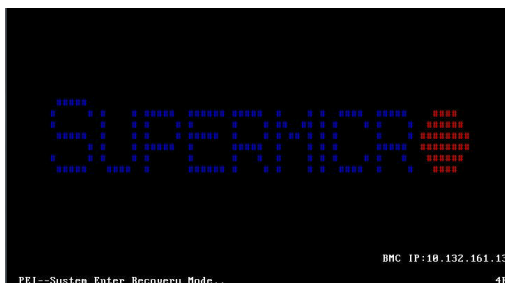 SUPERMICRO
BMC IP:10.132.161.13
PEI--System Enter Recovery Mode..